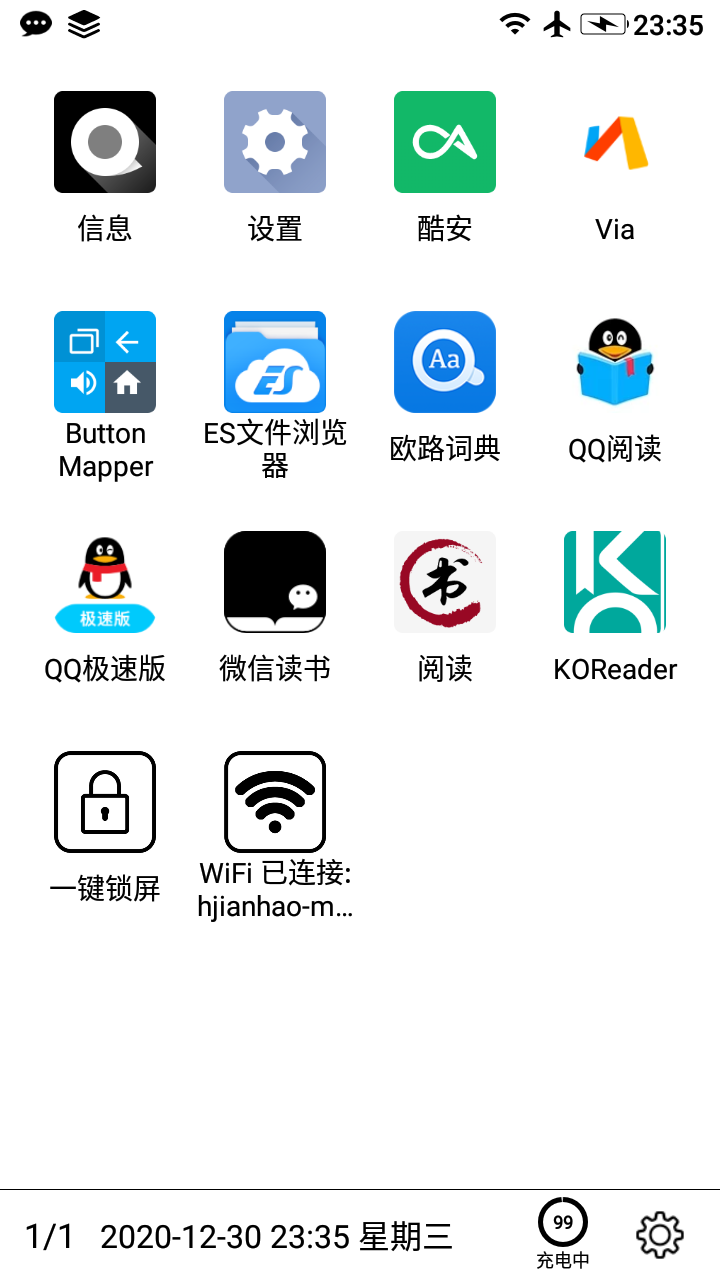 23:35
信息
设置
酷安
Via
Aa
ES
Button
Mapper
ES文件浏览
器
欧路词典
QQ阅读
极速版
书
QQ极速版
微信读书
阅读
KOReader
一键锁屏
WiFi 已连接:
hjianhao-m...
1/1
2020-12-30 23:35 星期三
99
充电中